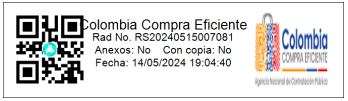 Colombia Compra Eficiente
Rad No. RS20240515007081
Anexos: No Con copia: No
Fecha: 14/05/2024 19:04:40
Colombia
COMPRA EFICIENTE
Agencia Nacional de Contratación Pública